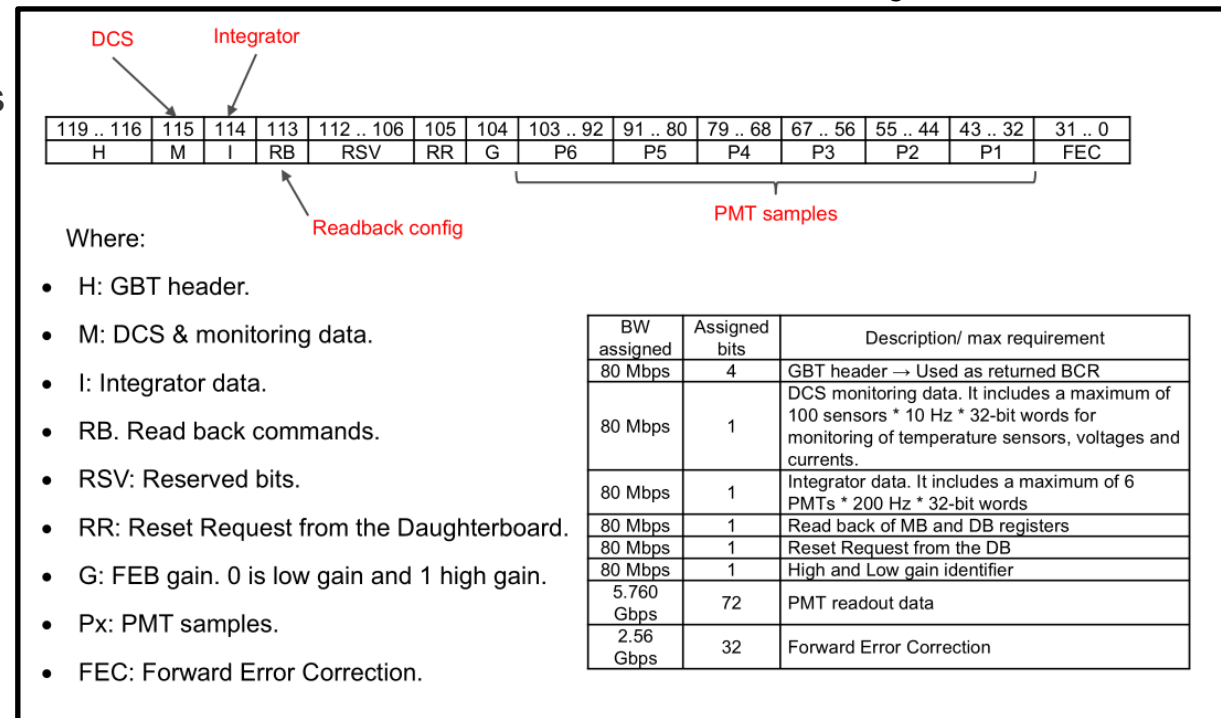 DCS Integrator
119 .. 116 115 114 113 112 .. 106 105 104 103 .. 92 91 .. 80 79 .. 68 67 .. 56 55 .. 44 43 .. 32 31 .. 0
H M I RB RSV RR G P6 P5 P4 P3 P2 P1 FEC
PMT samples
Readback config
Where:
• H: GBT header.
• M: DCS & monitoring data.
• I: Integrator data.
• RB. Read back commands.
• RSV: Reserved bits.
• RR: Reset Request from the Daughterboard.
• G: FEB gain. 0 is low gain and 1 high gain.
• Px: PMT samples.
• FEC: Forward Error Correction.
BW assigned Assigned bits Description/ max requirement
80 Mbps 4 GBT header → Used as returned BCR
80 Mbps 1 DCS monitoring data. It includes a maximum of
100 sensors * 10 Hz * 32-bit words for
monitoring of temperature sensors, voltages and
currents.
80 Mbps 1 Integrator data. It includes a maximum of 6
PMTs * 200 Hz * 32-bit words
80 Mbps 1 Read back of MB and DB registers
80 Mbps 1 Reset Request from the DB
80 Mbps 1 High and Low gain identifier
5.760 Gbps 72 PMT readout data
2.56 Gbps 32 Forward Error Correction